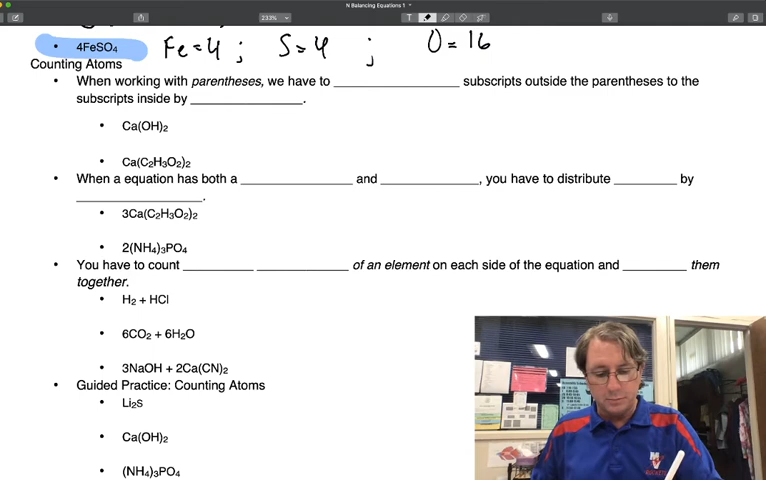 N Balancing Equations 1
233%
T
• 4FeSO4 Fe=4 ; S=4 ; O=16
Counting Atoms
• When working with parentheses, we have to ____________________ subscripts outside the parentheses to the
subscripts inside by __________________.
• Ca(OH)2
• Ca(C2H3O2)2
• When a equation has both a __________________ and ________________, you have to distribute __________ by
____________________.
• 3Ca(C2H3O2)2
• 2(NH4)3PO4
• You have to count ___________ _______________ of an element on each side of the equation and __________ them
together.
• H2 + HCl
• 6CO2 + 6H2O
• 3NaOH + 2Ca(CN)2
• Guided Practice: Counting Atoms
• Li2S
• Ca(OH)2
• (NH4)3PO4